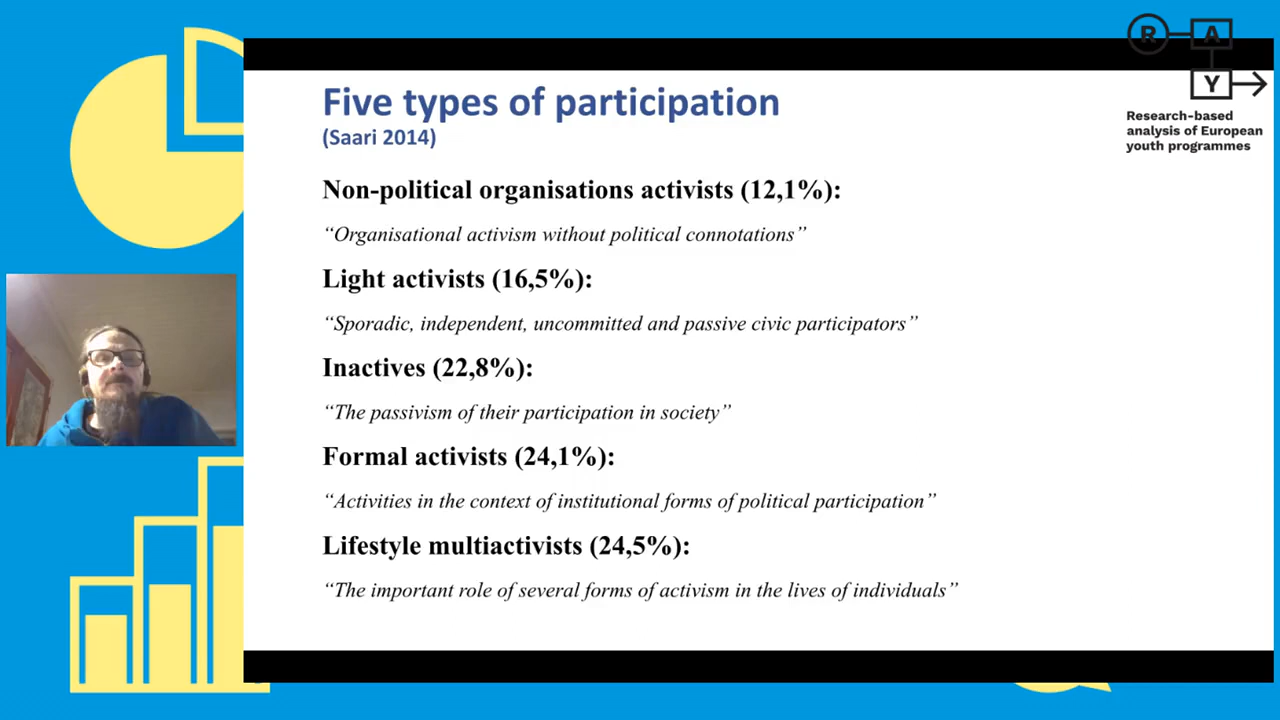 Five types of participation
(Saari 2014)
Non-political organisations activists (12,1%):
“Organisational activism without political connotations”
Light activists (16,5%):
“Sporadic, independent, uncommitted and passive civic participators”
Inactives (22,8%):
“The passivism of their participation in society”
Formal activists (24,1%):
“Activities in the context of institutional forms of political participation”
Lifestyle multiactivists (24,5%):
“The important role of several forms of activism in the lives of individuals”
R A
Y
Research-based
analysis of European
youth programmes